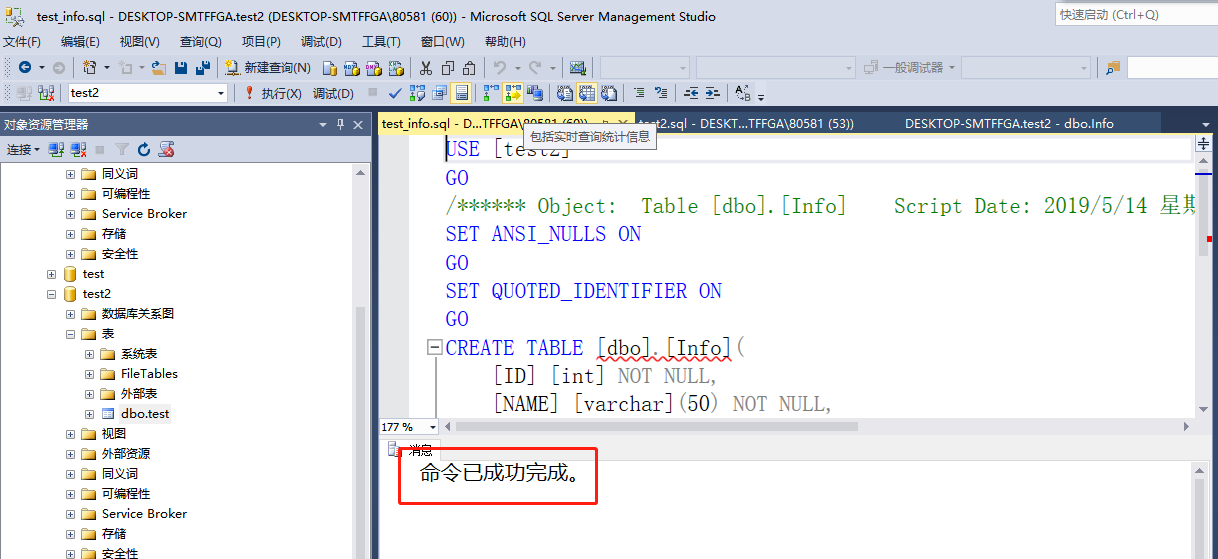 test_info.sql - DESKTOP-SMTFFGA.test2 (DESKTOP-SMTFFGA\80581 (60)) - Microsoft SQL Server Management Studio
快速启动 (Ctrl+Q)
文件(F) 编辑(E) 视图(V) 查询(Q) 项目(P) 调试(D) 工具(T) 窗口(W) 帮助(H)
新建查询(N) 一般调试器
test2 执行(X) 调试(D)
对象资源管理器
连接
同义词
可编程性
Service Broker
存储
安全性
test
test2
数据库关系图
表
系统表
FileTables
外部表
dbo.test
视图
外部资源
同义词
可编程性
Service Broker
存储
安全性
test_info.sql - D...TFFGA\80581 (60)) test2.sql - DESKT...TFFGA\80581 (53)) DESKTOP-SMTFFGA.test2 - dbo.Info
包括实时查询统计信息
USE [test2]
GO
/****** Object:  Table [dbo].[Info]    Script Date: 2019/5/14 星期
SET ANSI_NULLS ON
GO
SET QUOTED_IDENTIFIER ON
GO
CREATE TABLE [dbo].[Info](
[ID] [int] NOT NULL,
[NAME] [varchar](50) NOT NULL,
177 %
消息
命令已成功完成。